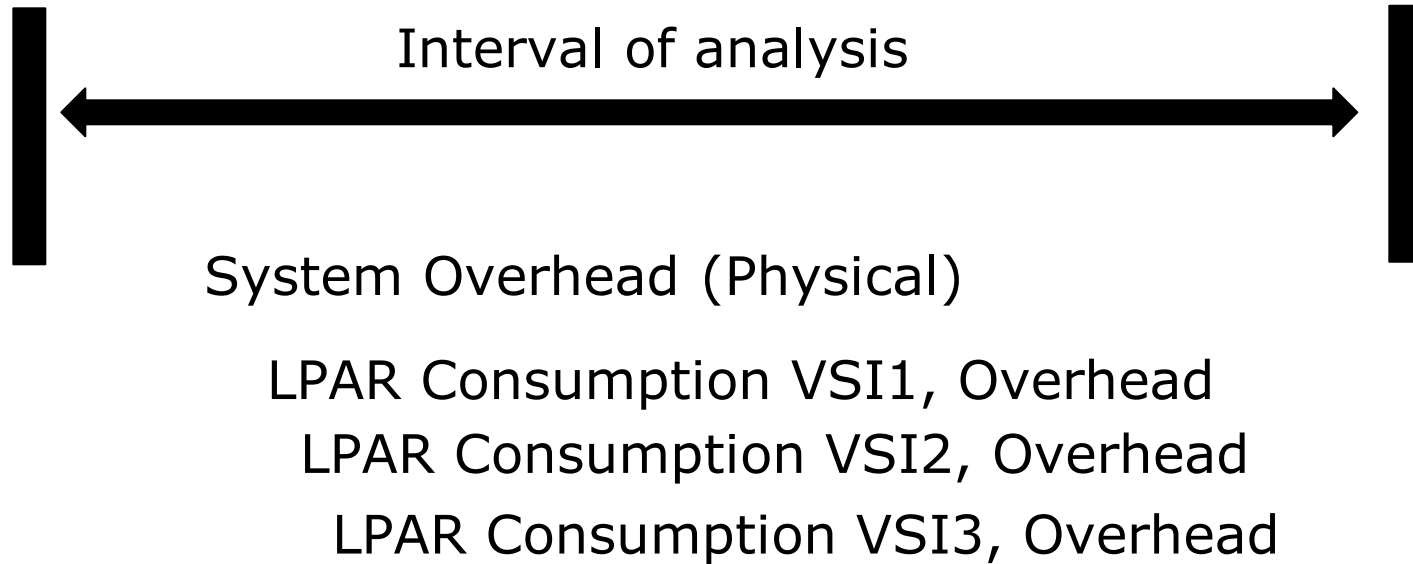 Interval of analysis
System Overhead (Physical)
LPAR Consumption VSI1, Overhead
LPAR Consumption VSI2, Overhead
LPAR Consumption VSI3, Overhead